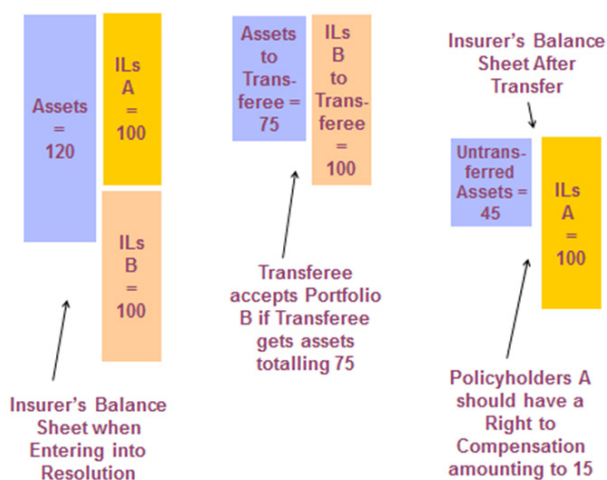 Assets
=
120
ILs
A
=
100
ILs
B
=
100
Insurer's Balance
Sheet when
Entering into
Resolution
Assets
to
Trans-
feree =
75
ILs
B
to
Trans-
feree
=
100
Transferee
accepts Portfolio
B if Transferee
gets assets
totalling 75
Insurer's Balance
Sheet After
Transfer
Untrans-
ferred
Assets =
45
ILs
A
=
100
Policyholders A
should have a
Right to
Compensation
amounting to 15